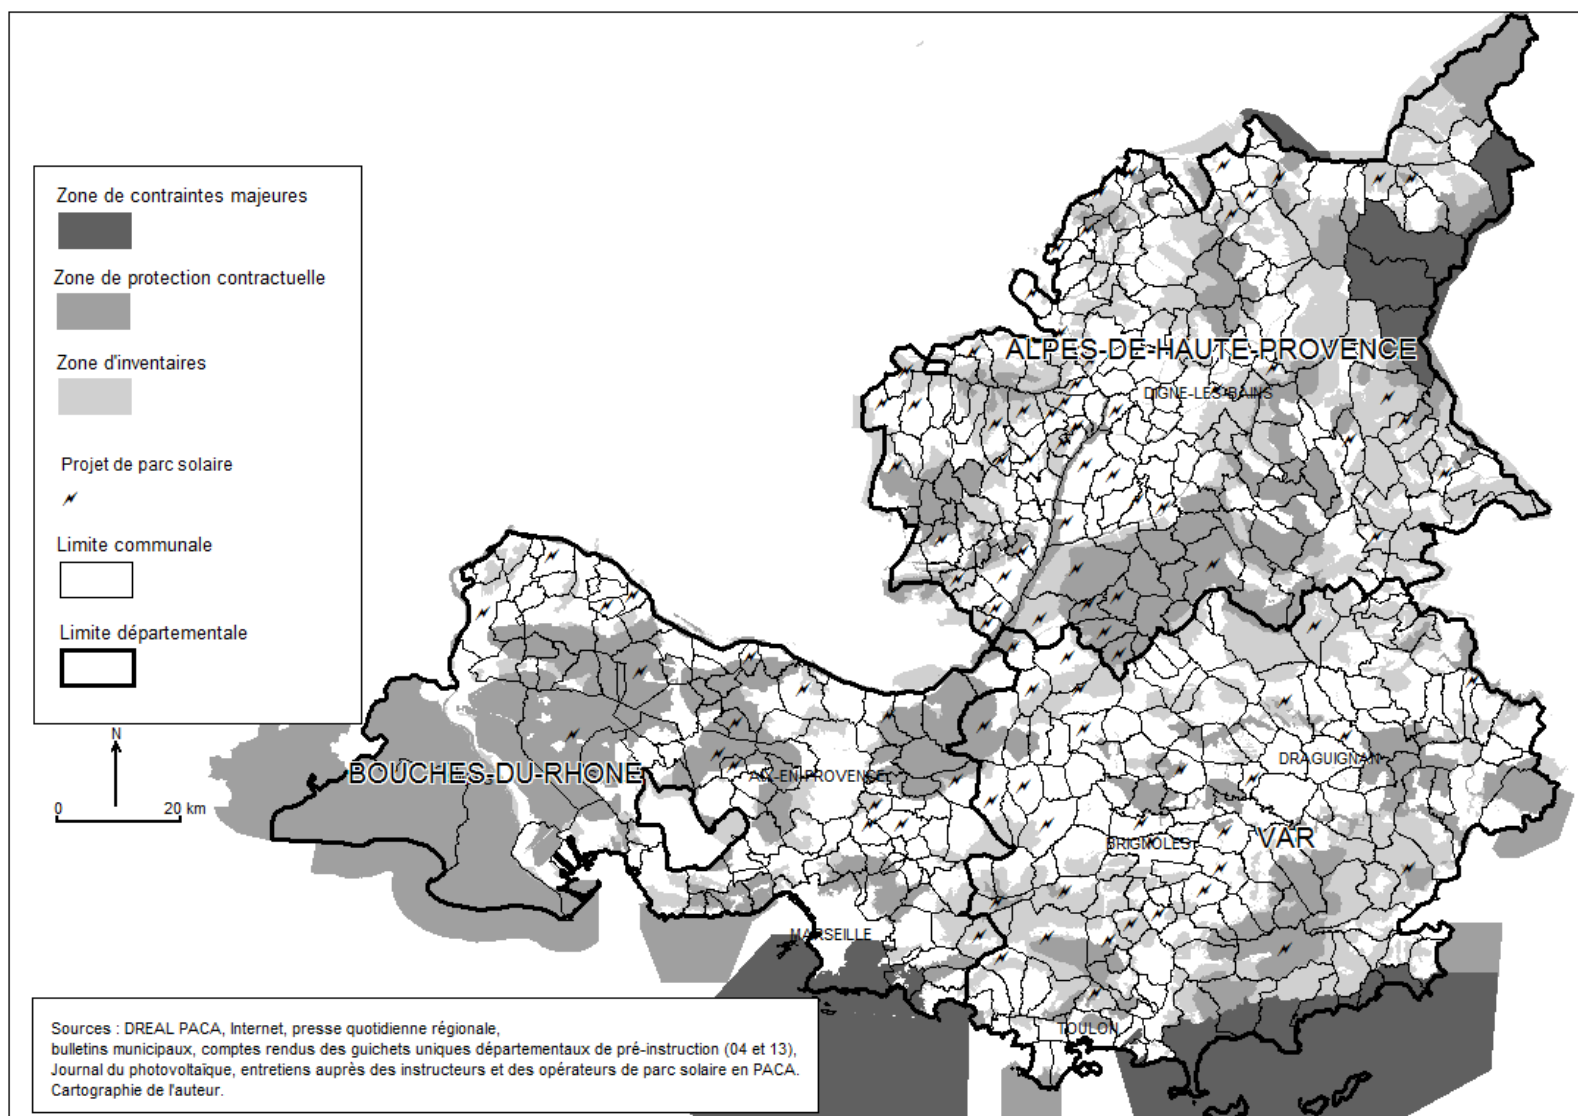 Zone de contraintes majeures
Zone de protection contractuelle
Zone d'inventaires
Projet de parc solaire
Limite communale
Limite départementale
N
0 20 km
ALPES-DE-HAUTE-PROVENCE
DIGNE-LES-BAINS
BOUCHES-DU-RHONE
AIX-EN-PROVENCE
DRAGUIGNAN
VAR
BRIGNOLES
MARSEILLE
TOULON
Sources : DREAL PACA, Internet, presse quotidienne régionale,
bulletins municipaux, comptes rendus des guichets uniques départementaux de pré-instruction (04 et 13),
Journal du photovoltaïque, entretiens auprès des instructeurs et des opérateurs de parc solaire en PACA.
Cartographie de l'auteur.